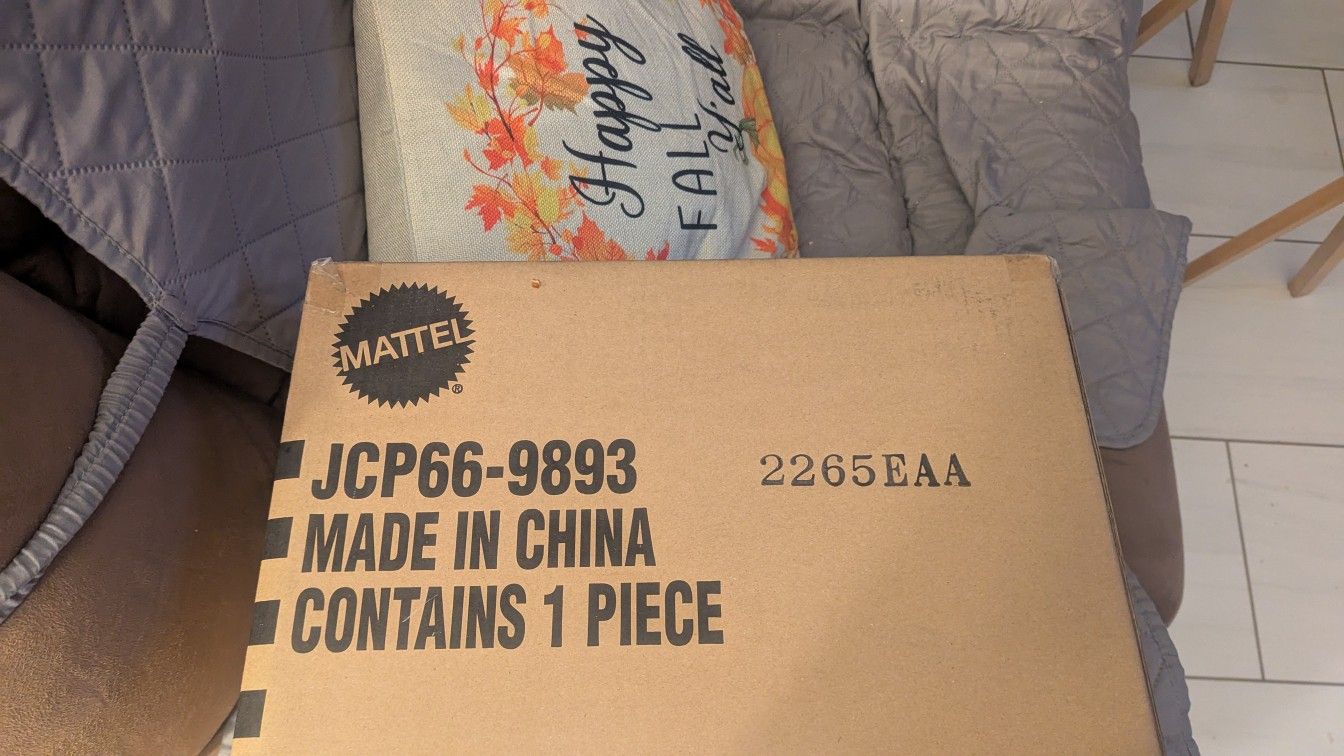 Happy
FALL
Y'all
MATTEL®
JCP66-9893
2265EAA
MADE IN CHINA
CONTAINS 1 PIECE